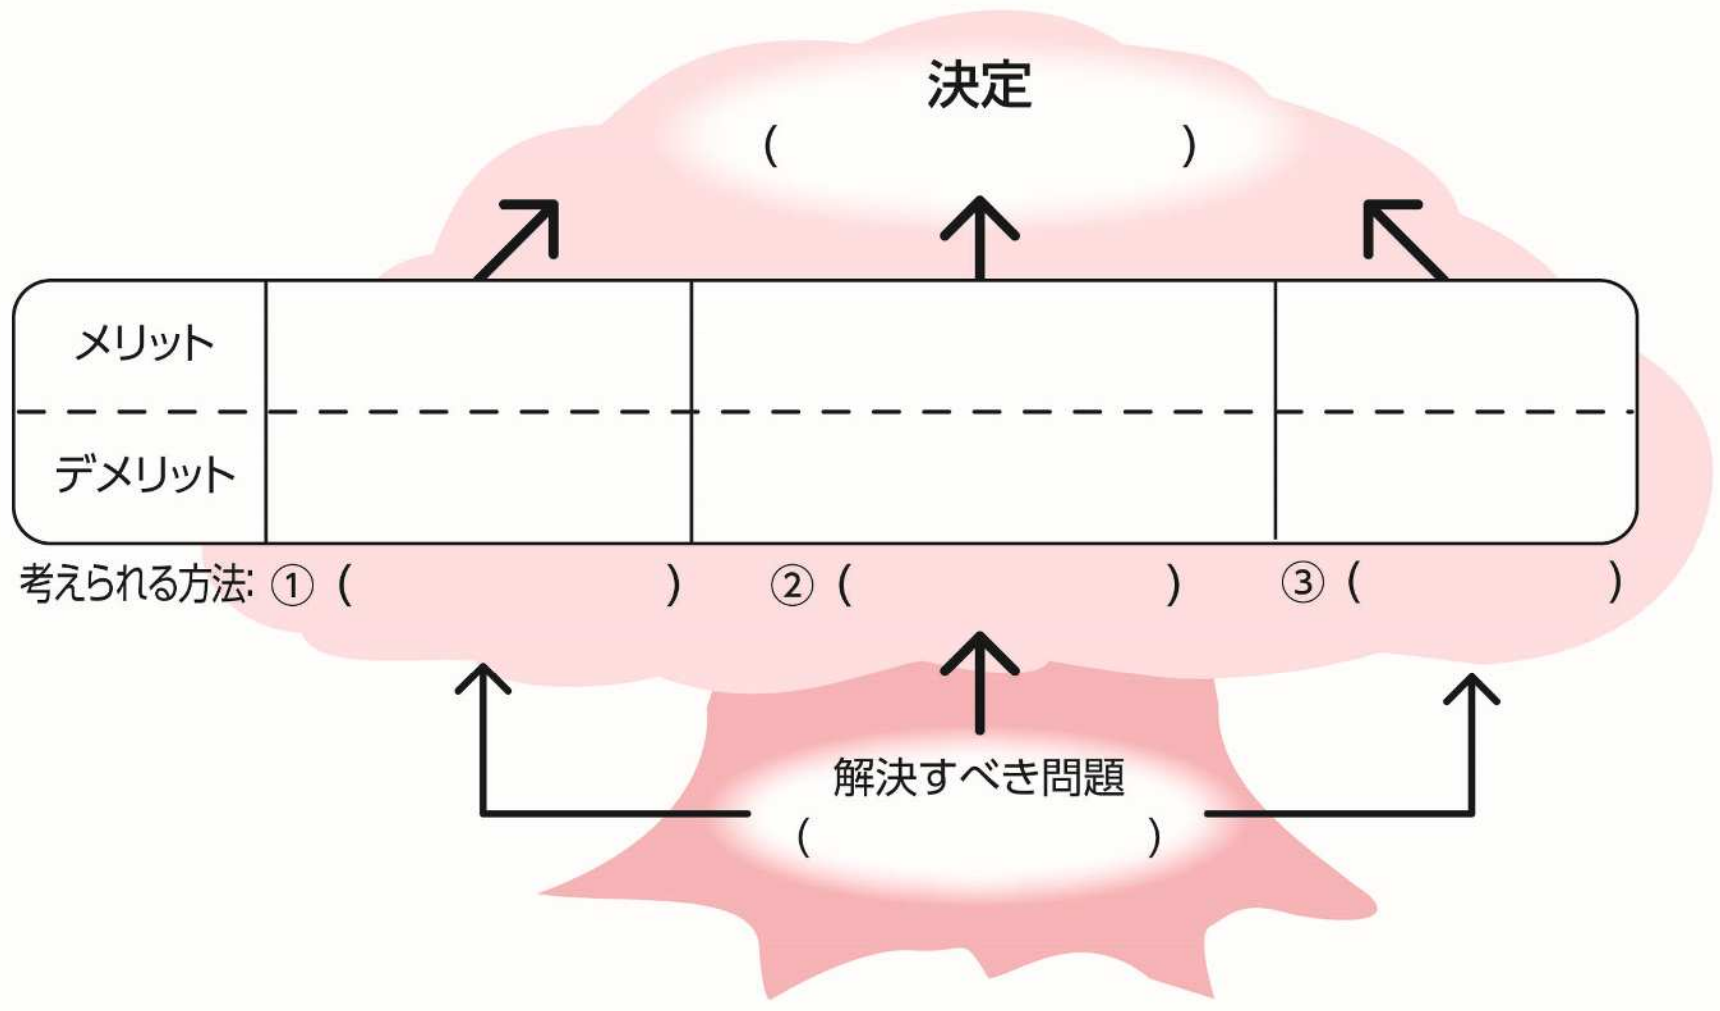 決定
(　　　　　)
メリット
デメリット
考えられる方法: ① (　　　　　) ② (　　　　　) ③ (　　　　　)
解決すべき問題
(　　　　　)